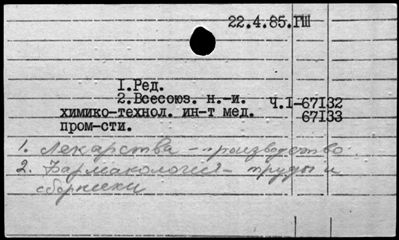 22.4.85.ГШ
1.Ред.
2.Всесоюз. н.-и.
химико-технол. ин-т мед.
пром-сти.
Ч.I-67132
67133
1. Лекарства - производство
2. Фармакология - труды и
сборники